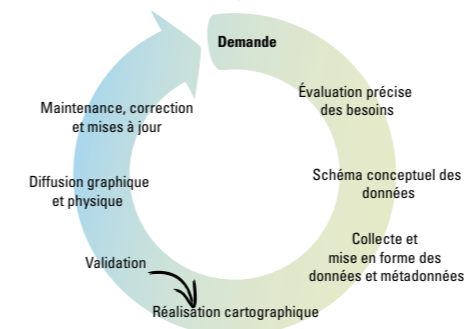 Demande
Évaluation précise
des besoins
Schéma conceptuel des
données
Collecte et
mise en forme des
données et métadonnées
Réalisation cartographique
Validation
Diffusion graphique
et physique
Maintenance, correction
et mises à jour